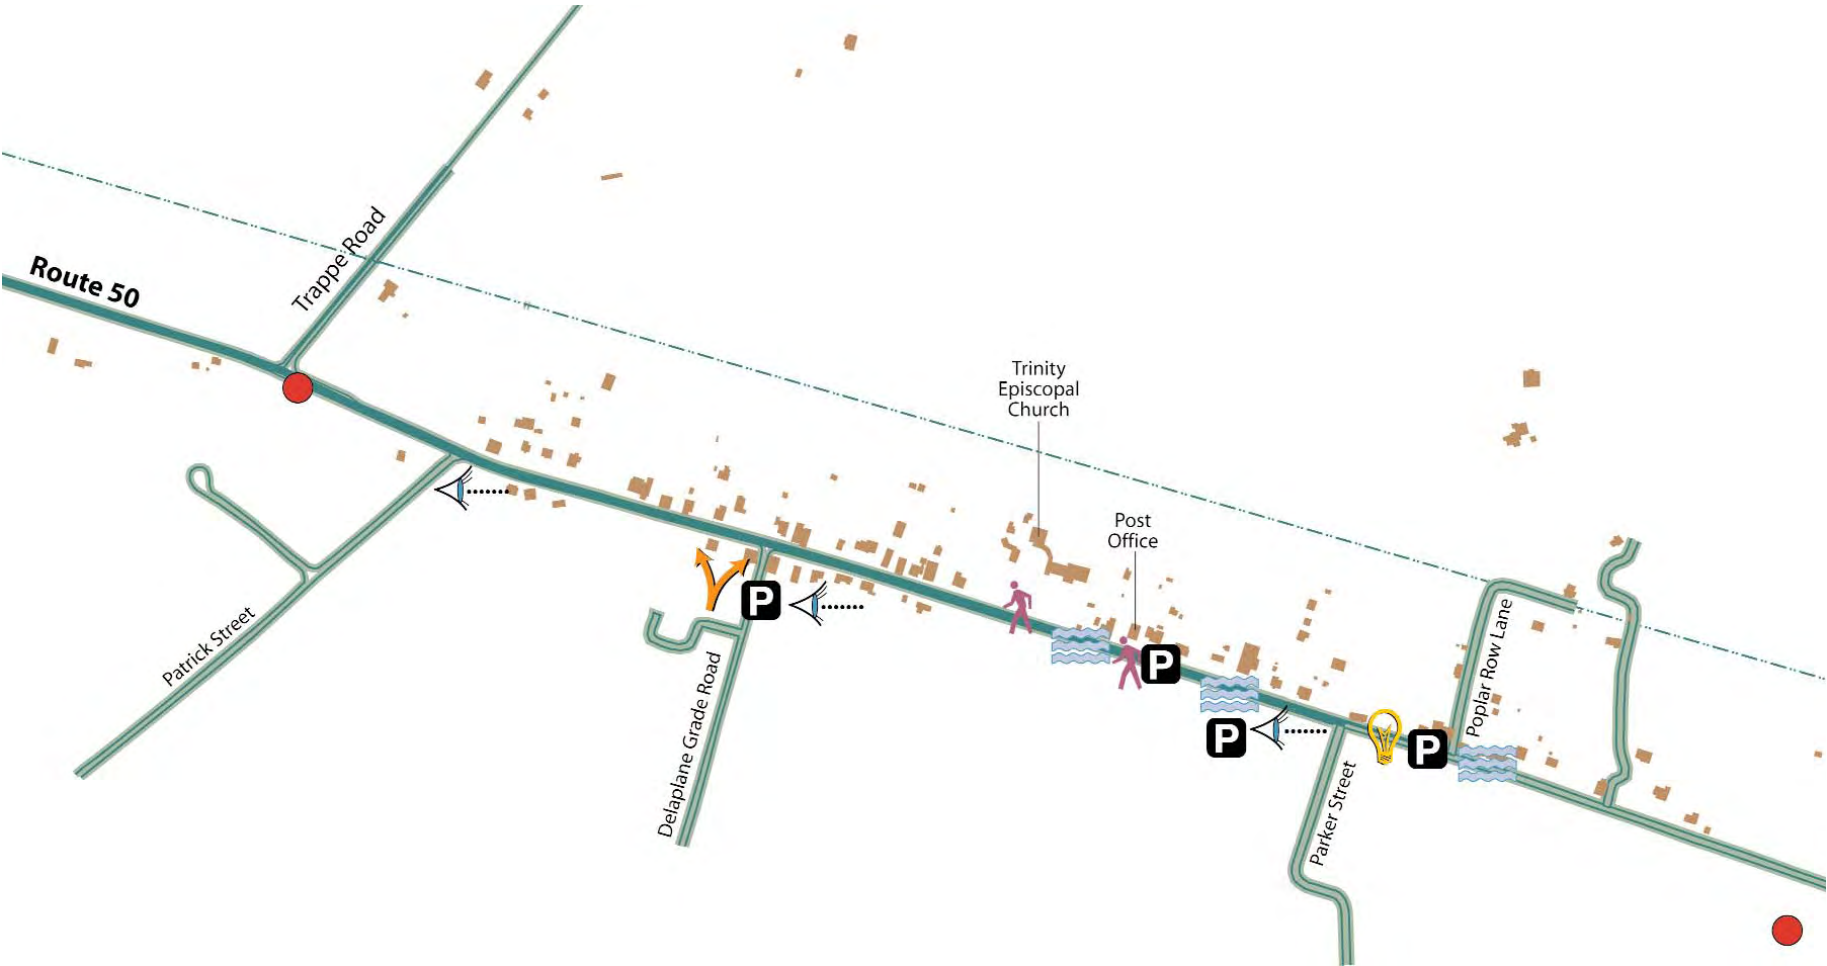 Trappe Road
Route 50
Trinity
Episcopal
Church
Post
Office
P
P
P
P
Patrick Street
Delaplane Grade Road
Poplar Row Lane
Parker Street